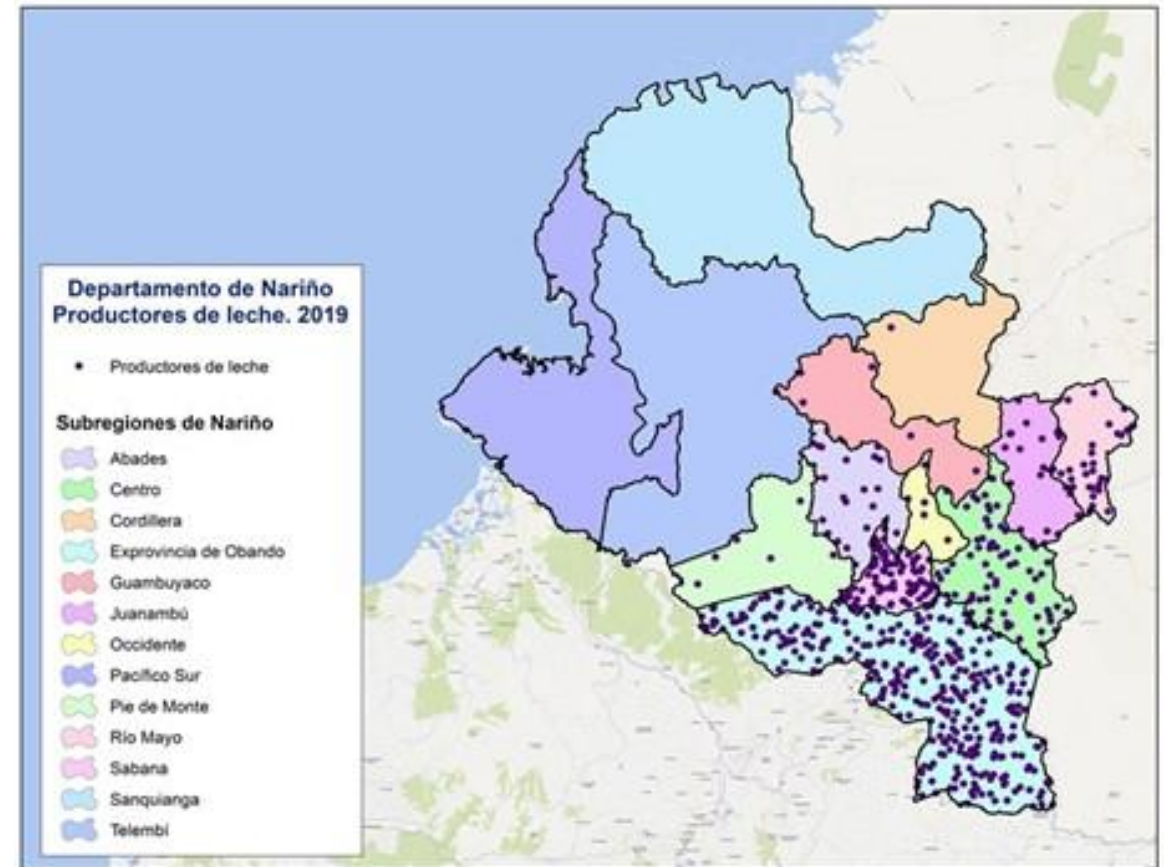 Departamento de Nariño
Productores de leche. 2019
Productores de leche
Subregiones de Nariño
Abades
Centro
Cordillera
Exprovincia de Obando
Guambuyaco
Juanambú
Occidente
Pacífico Sur
Pie de Monte
Río Mayo
Sabana
Sanquianga
Telembí